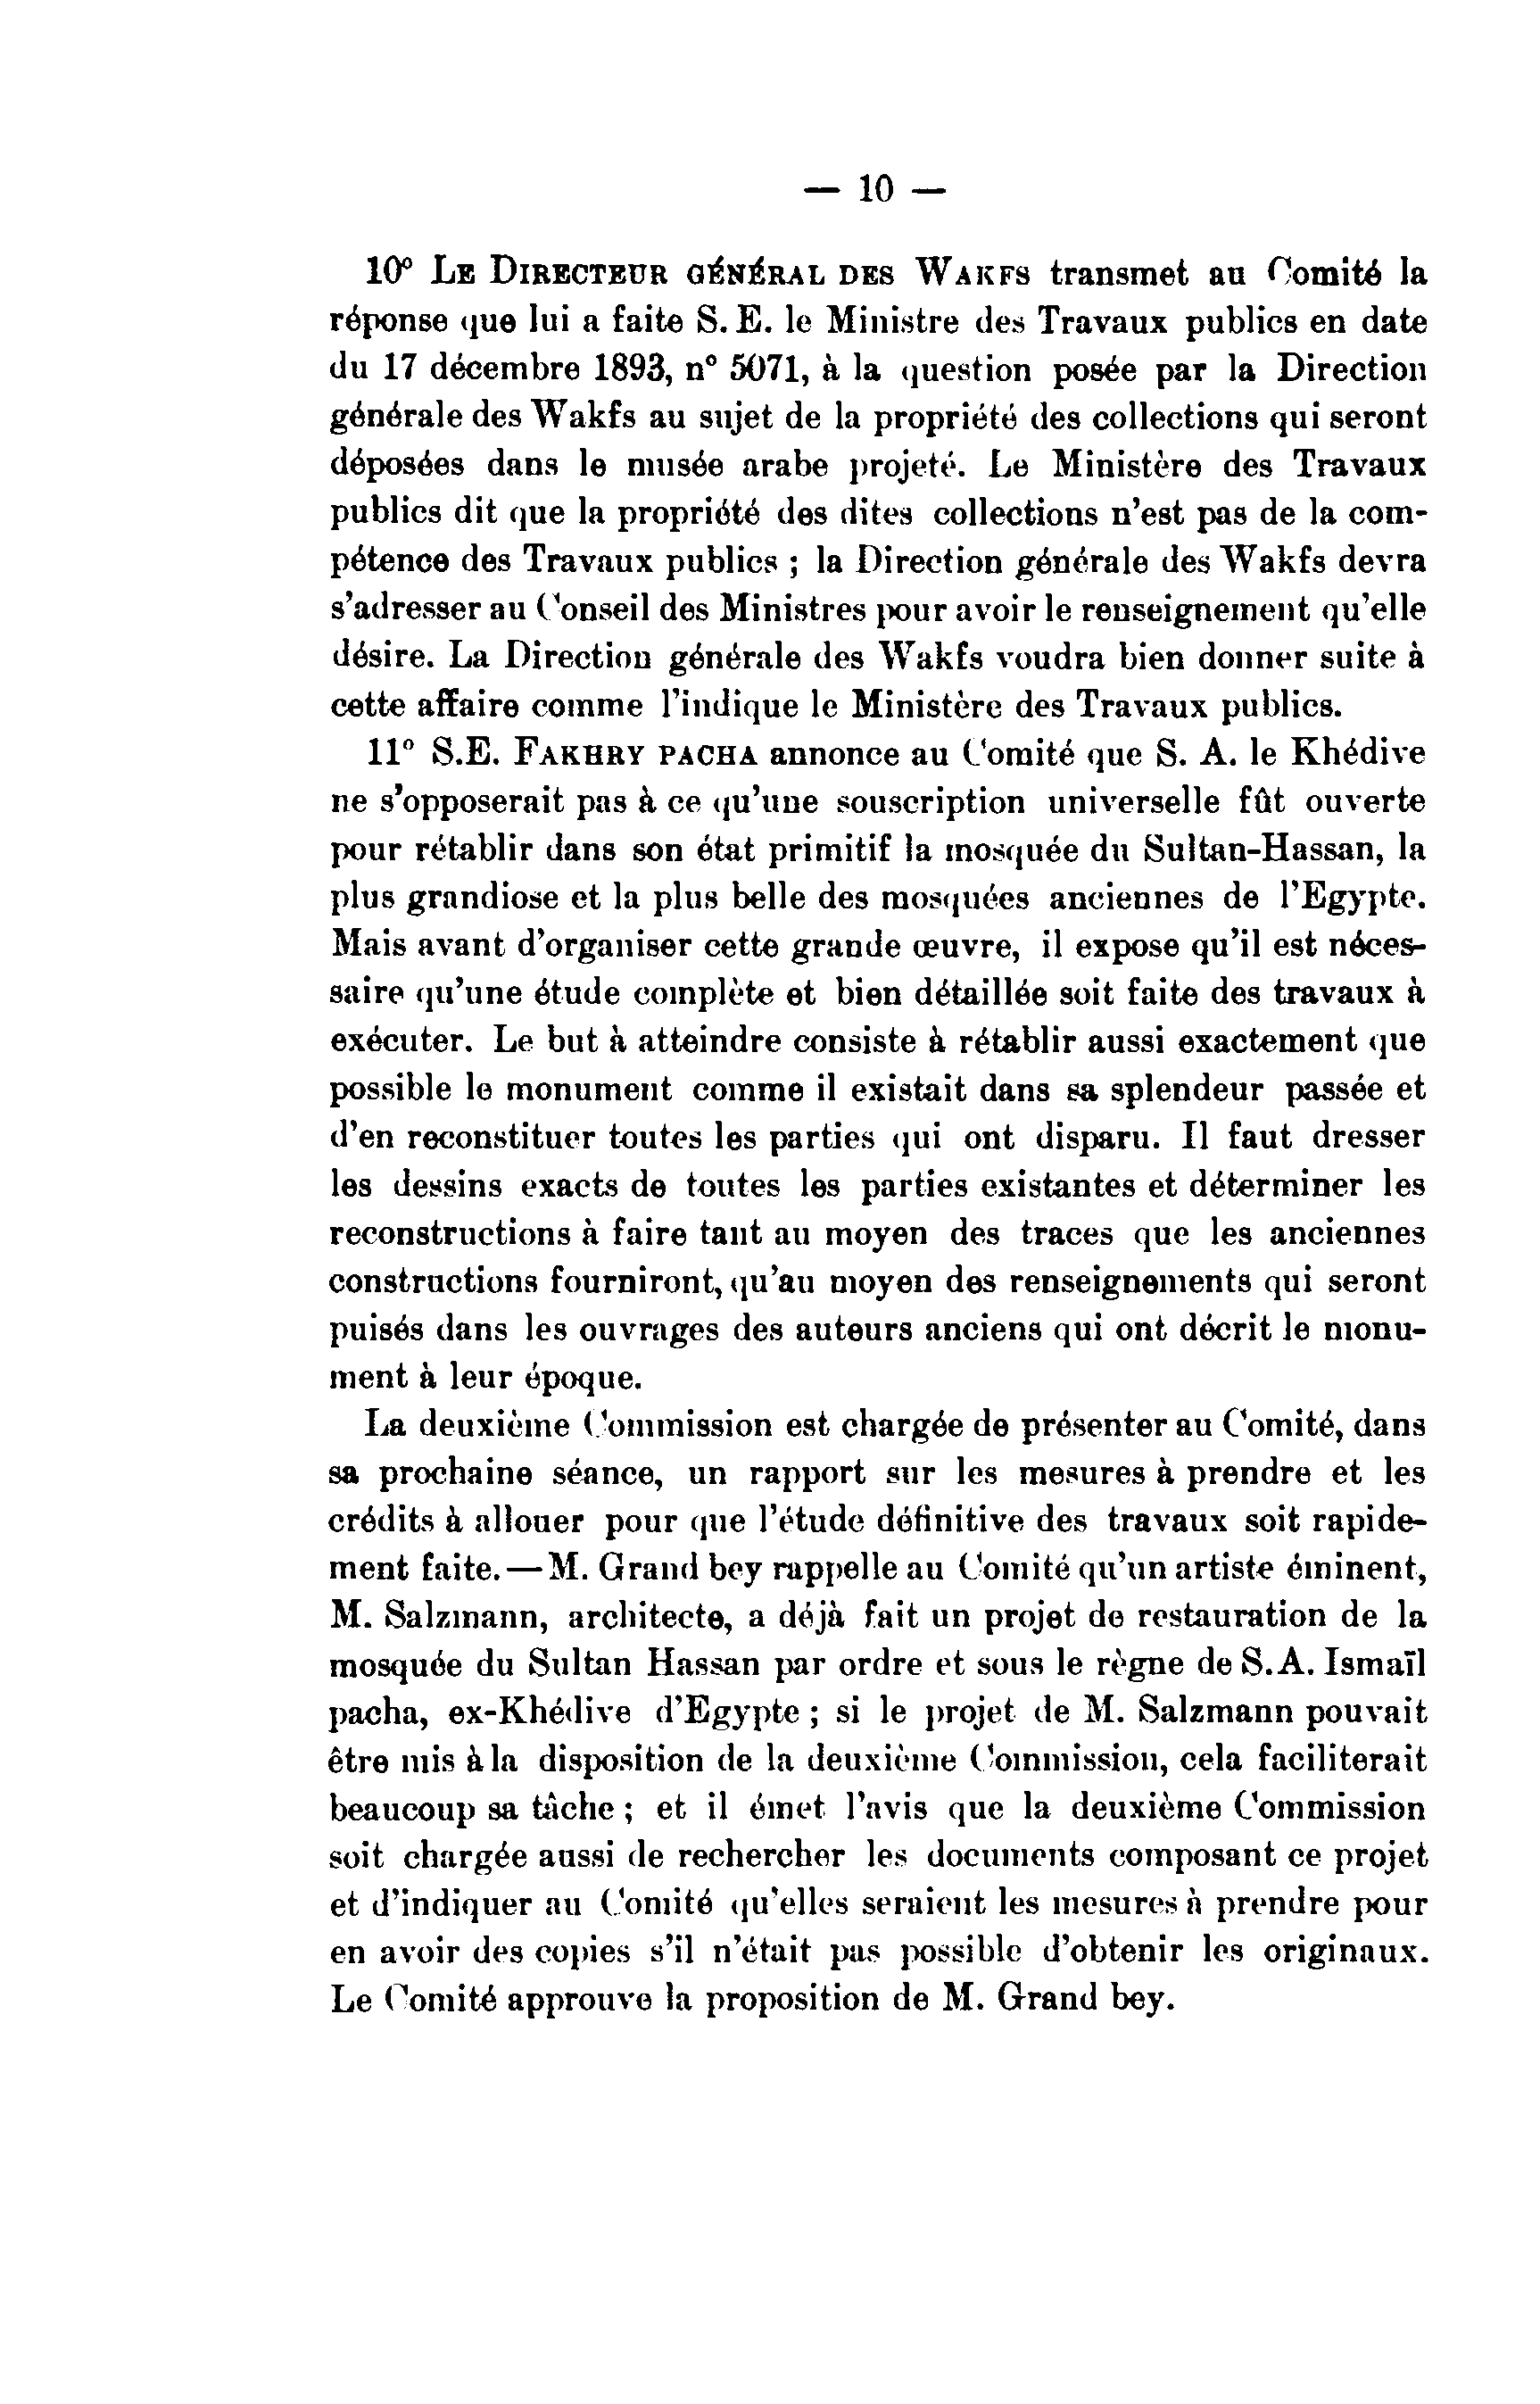 — 10 —
10° LE DIRECTEUR GÉNÉRAL DES WAKFS transmet au Comité la
réponse que lui a faite S. E. le Ministre des Travaux publics en date
du 17 décembre 1893, n° 5071, à la question posée par la Direction
générale des Wakfs au sujet de la propriété des collections qui seront
déposées dans le musée arabe projeté. Le Ministère des Travaux
publics dit que la propriété des dites collections n'est pas de la com-
pétence des Travaux publics ; la Direction générale des Wakfs devra
s'adresser au Conseil des Ministres pour avoir le renseignement qu'elle
désire. La Direction générale des Wakfs voudra bien donner suite à
cette affaire comme l'indique le Ministère des Travaux publics.
11° S.E. FAKHRY PACHA annonce au Comité que S. A. le Khédive
ne s'opposerait pas à ce qu'une souscription universelle fût ouverte
pour rétablir dans son état primitif la mosquée du Sultan-Hassan, la
plus grandiose et la plus belle des mosquées anciennes de l'Egypte.
Mais avant d'organiser cette grande œuvre, il expose qu'il est néces-
saire qu'une étude complète et bien détaillée soit faite des travaux à
exécuter. Le but à atteindre consiste à rétablir aussi exactement que
possible le monument comme il existait dans sa splendeur passée et
d'en reconstituer toutes les parties qui ont disparu. Il faut dresser
les dessins exacts de toutes les parties existantes et déterminer les
reconstructions à faire tant au moyen des traces que les anciennes
constructions fourniront, qu'au moyen des renseignements qui seront
puisés dans les ouvrages des auteurs anciens qui ont décrit le monu-
ment à leur époque.
La deuxième Commission est chargée de présenter au Comité, dans
sa prochaine séance, un rapport sur les mesures à prendre et les
crédits à allouer pour que l'étude définitive des travaux soit rapide-
ment faite. — M. Grand bey rappelle au Comité qu'un artiste éminent,
M. Salzmann, architecte, a déjà fait un projet de restauration de la
mosquée du Sultan Hassan par ordre et sous le règne de S.A. Ismaïl
pacha, ex-Khédive d'Egypte ; si le projet de M. Salzmann pouvait
être mis à la disposition de la deuxième Commission, cela faciliterait
beaucoup sa tâche ; et il émet l'avis que la deuxième Commission
soit chargée aussi de rechercher les documents composant ce projet
et d'indiquer au Comité qu'elles seraient les mesures à prendre pour
en avoir des copies s'il n'était pas possible d'obtenir les originaux.
Le Comité approuve la proposition de M. Grand bey.